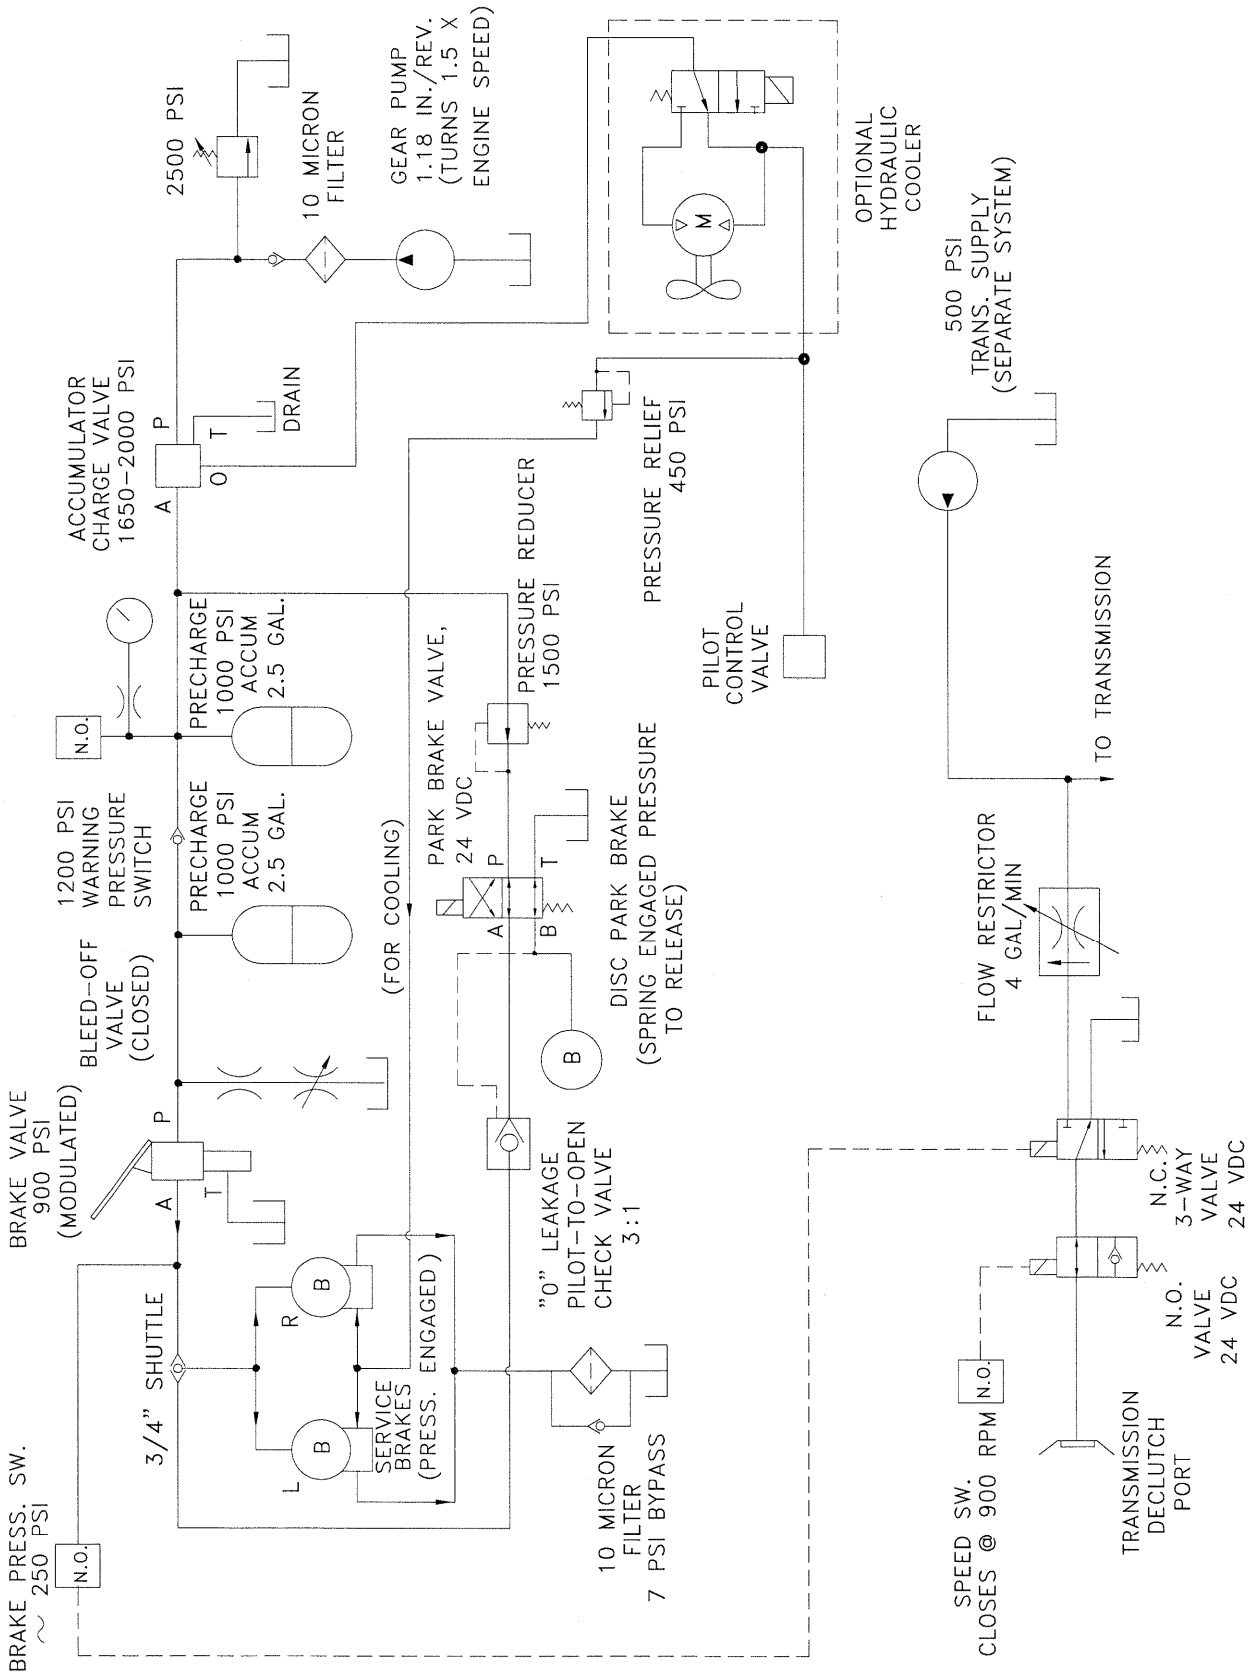 BRAKE PRESS. SW.
~ 250 PSI
N.O.
3/4" SHUTTLE
BRAKE VALVE
900 PSI
(MODULATED)
A
P
T
BLEED-OFF
VALVE
(CLOSED)
1200 PSI
WARNING
PRESSURE
SWITCH
N.O.
PRECHARGE
1000 PSI
ACCUM
2.5 GAL.
PRECHARGE
1000 PSI
ACCUM
2.5 GAL.
ACCUMULATOR
CHARGE VALVE
1650-2000 PSI
A
P
O
T
DRAIN
2500 PSI
10 MICRON
FILTER
GEAR PUMP
1.18 IN./REV.
(TURNS 1.5 X
ENGINE SPEED)
L
B
R
B
SERVICE
BRAKES
(PRESS. ENGAGED)
(FOR COOLING)
PARK BRAKE VALVE,
24 VDC
A
P
B
T
PRESSURE REDUCER
1500 PSI
"O" LEAKAGE
PILOT-TO-OPEN
CHECK VALVE
3:1
B
DISC PARK BRAKE
(SPRING ENGAGED PRESSURE
TO RELEASE)
PRESSURE RELIEF
450 PSI
M
OPTIONAL
HYDRAULIC
COOLER
10 MICRON
FILTER
7 PSI BYPASS
PILOT
CONTROL
VALVE
500 PSI
TRANS. SUPPLY
(SEPARATE SYSTEM)
TO TRANSMISSION
FLOW RESTRICTOR
4 GAL/MIN
SPEED SW.
CLOSES @ 900 RPM
N.O.
TRANSMISSION
DECLUTCH
PORT
N.O.
VALVE
24 VDC
N.C.
3-WAY
VALVE
24 VDC